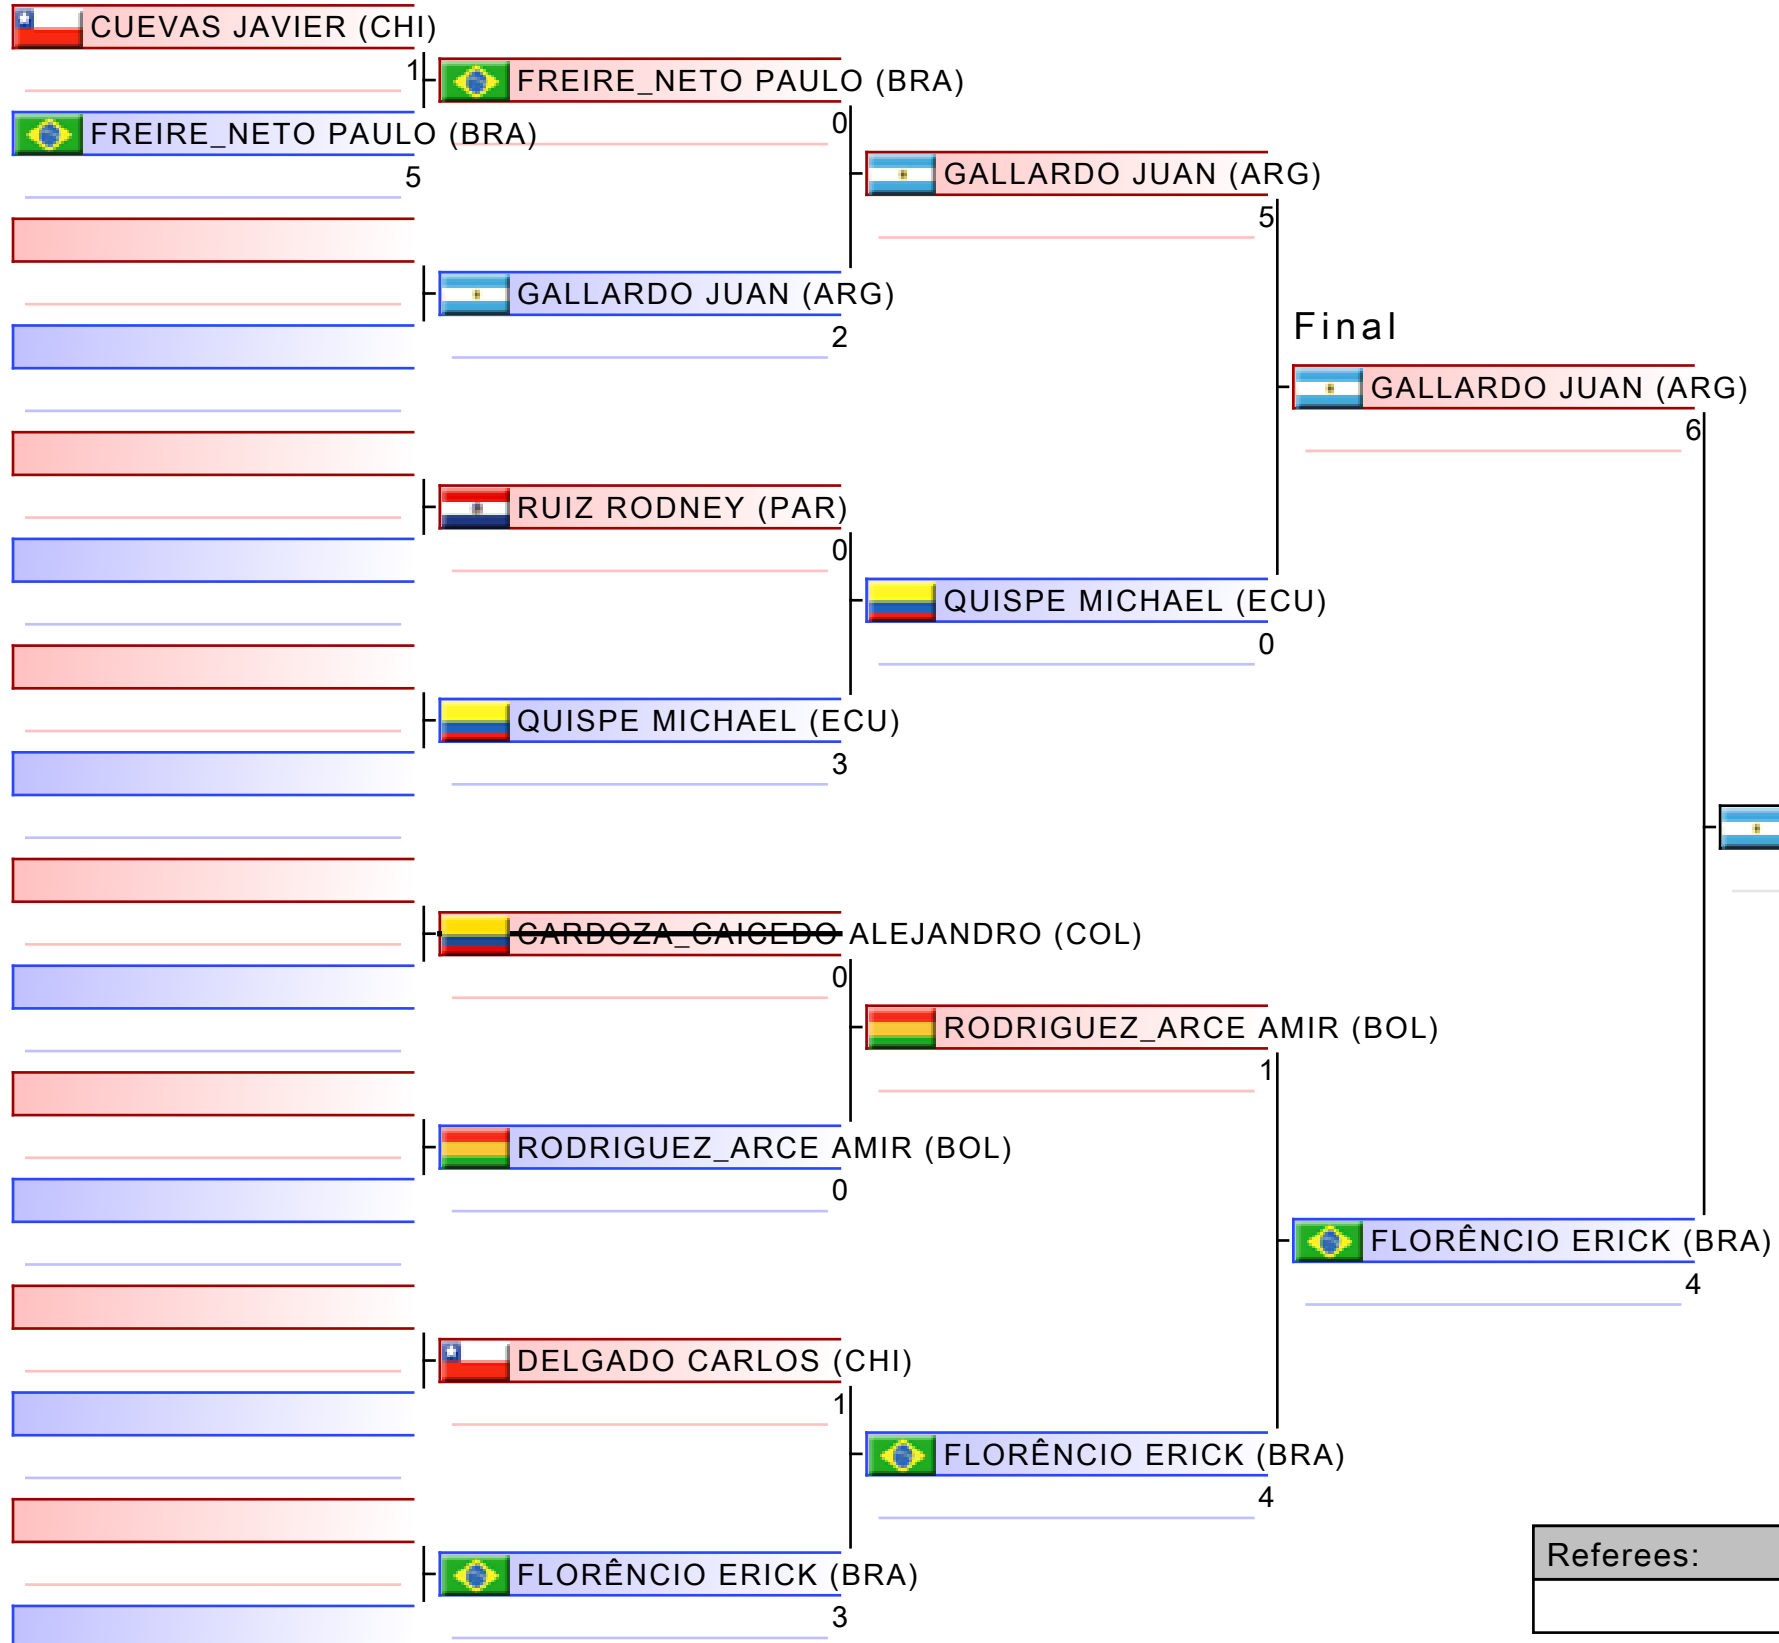 CUEVAS JAVIER (CHI)
1
FREIRE_NETO PAULO (BRA)
5
FREIRE_NETO PAULO (BRA)
0
GALLARDO JUAN (ARG)
2
RUIZ RODNEY (PAR)
0
QUISPE MICHAEL (ECU)
3
CARDOZA_CAICEDO ALEJANDRO (COL)
0
RODRIGUEZ_ARCE AMIR (BOL)
0
DELGADO CARLOS (CHI)
1
FLORÊNCIO ERICK (BRA)
3
GALLARDO JUAN (ARG)
5
QUISPE MICHAEL (ECU)
0
RODRIGUEZ_ARCE AMIR (BOL)
1
FLORÊNCIO ERICK (BRA)
4
Final
GALLARDO JUAN (ARG)
6
FLORÊNCIO ERICK (BRA)
4
Referees: